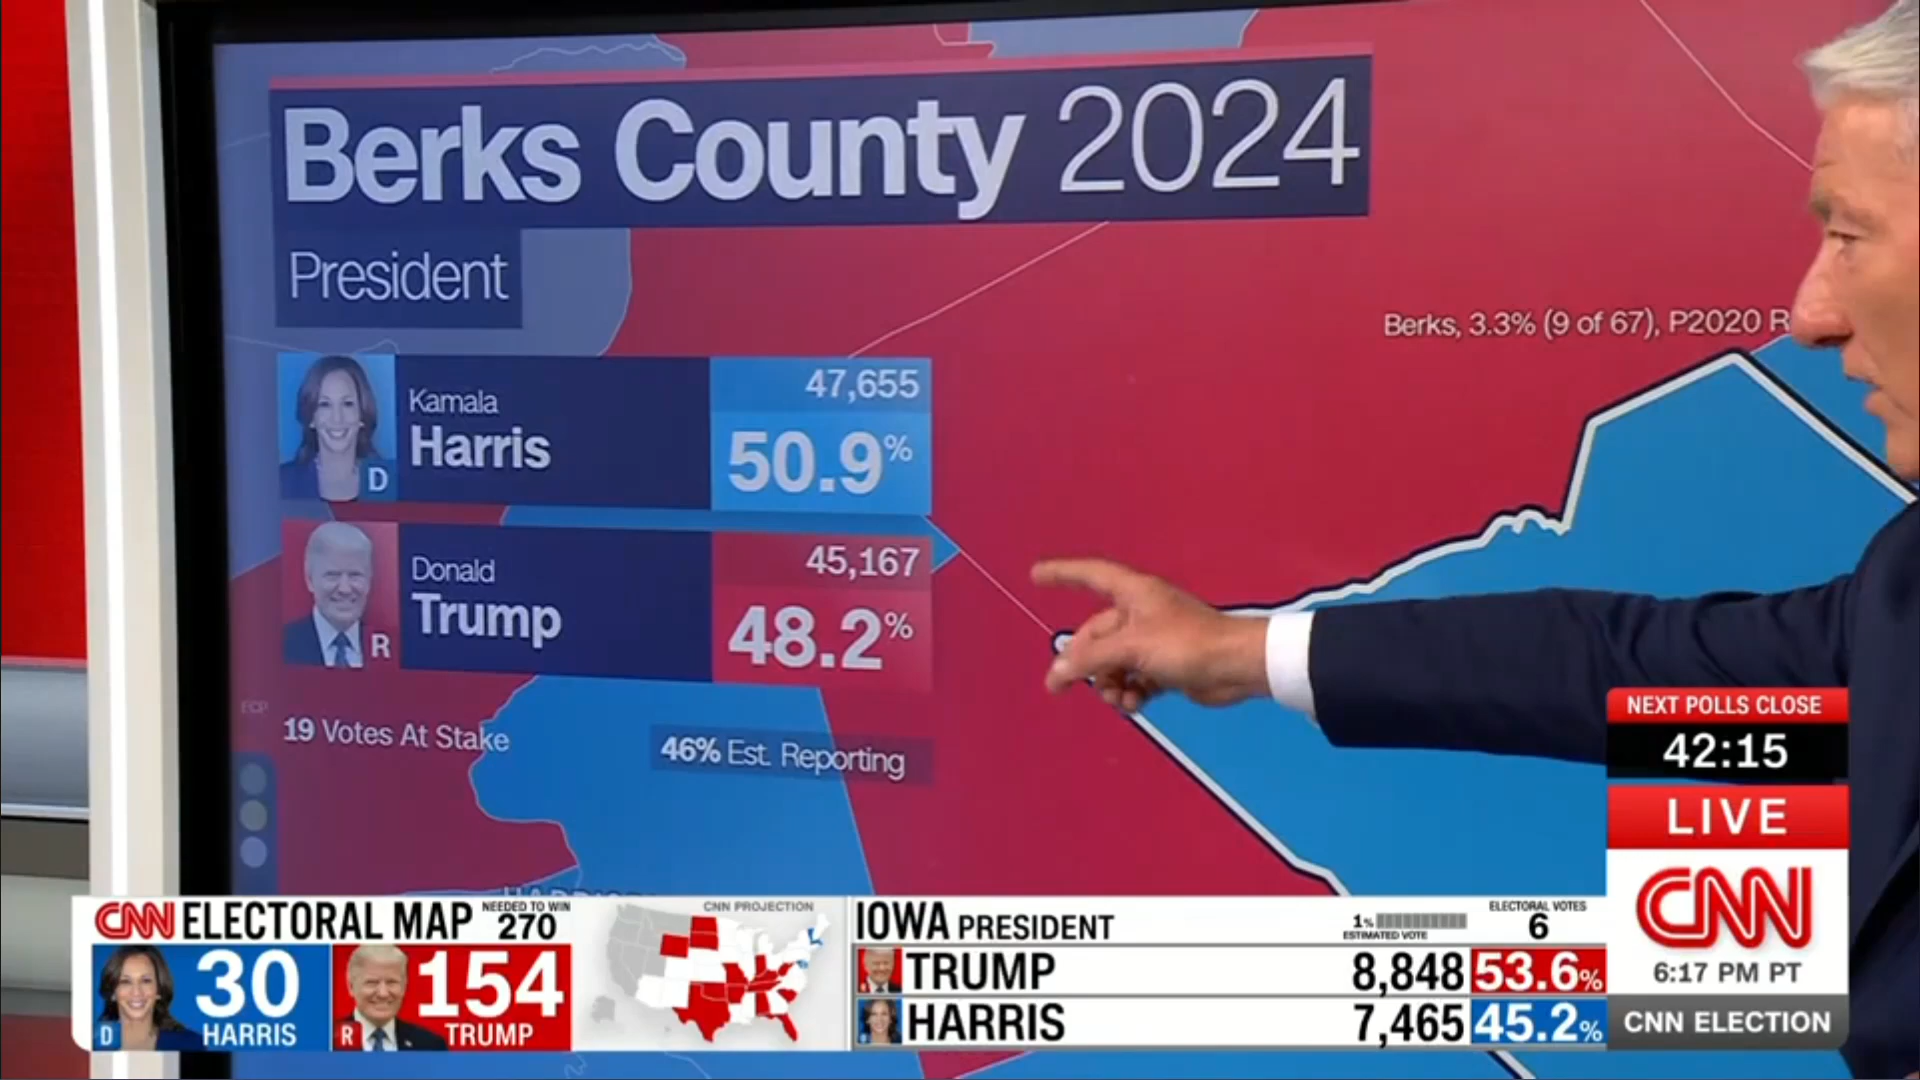 Berks County 2024
President
Berks, 3.3% (9 of 67), P2020 R
Kamala
Harris
D
47,655
50.9%
Donald
Trump
R
45,167
48.2%
ECP
19 Votes At Stake
46% Est. Reporting
NEXT POLLS CLOSE
42:15
LIVE
CNN
6:17 PM PT
CNN ELECTION
CNN ELECTORAL MAP
NEEDED TO WIN
270
D
30
HARRIS
R
154
TRUMP
CNN PROJECTION
IOWA PRESIDENT
1%
ESTIMATED VOTE
ELECTORAL VOTES
6
TRUMP 8,848 53.6%
HARRIS 7,465 45.2%